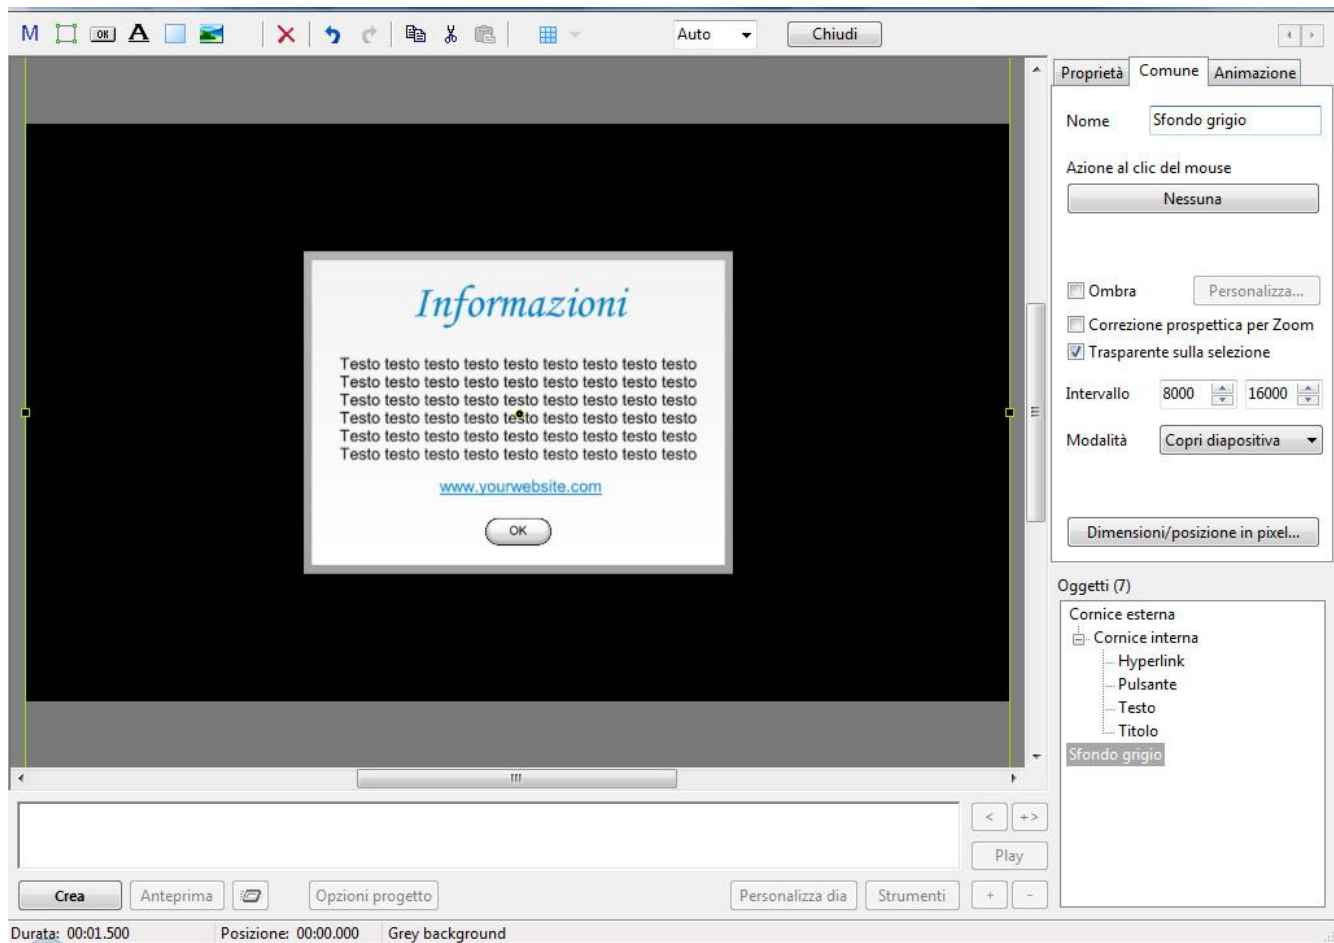 M OK A Auto Chiudi
Proprietà Comune Animazione
Nome Sfondo grigio
Azione al clic del mouse
Nessuna
Ombra Personalizza...
Correzione prospettica per Zoom
Trasparente sulla selezione
Intervallo 8000 16000
Modalità Copri diapositiva
Dimensioni/posizione in pixel...
Oggetti (7)
Cornice esterna
Cornice interna
Hyperlink
Pulsante
Testo
Titolo
Sfondo grigio
Informazioni
Testo testo testo testo testo testo testo testo testo
Testo testo testo testo testo testo testo testo testo
Testo testo testo testo testo testo testo testo testo
Testo testo testo testo testo testo testo testo testo
Testo testo testo testo testo testo testo testo testo
Testo testo testo testo testo testo testo testo testo
www.yourwebsite.com
OK
< +>
Play
Crea Anteprima Opzioni progetto Personalizza dia Strumenti + -
Durata: 00:01.500 Posizione: 00:00.000 Grey background